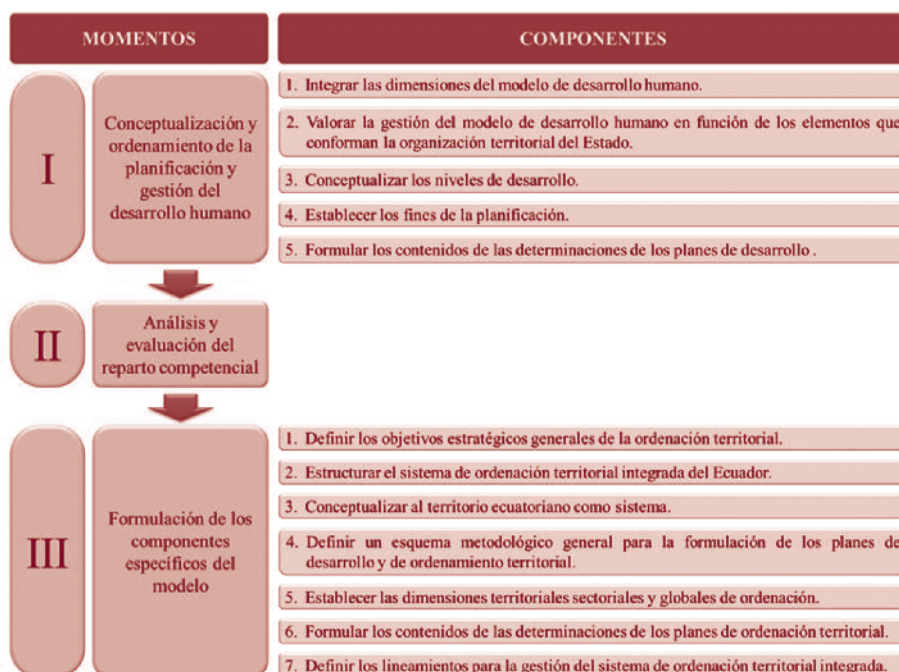 MOMENTOS
COMPONENTES
I
Conceptualización y
ordenamiento de la
planificación y
gestión del
desarrollo humano
1. Integrar las dimensiones del modelo de desarrollo humano.
2. Valorar la gestión del modelo de desarrollo humano en función de los elementos que
conforman la organización territorial del Estado.
3. Conceptualizar los niveles de desarrollo.
4. Establecer los fines de la planificación.
5. Formular los contenidos de las determinaciones de los planes de desarrollo .
II
Análisis y
evaluación del
reparto competencial
III
Formulación de los
componentes
específicos del
modelo
1. Definir los objetivos estratégicos generales de la ordenación territorial.
2. Estructurar el sistema de ordenación territorial integrada del Ecuador.
3. Conceptualizar al territorio ecuatoriano como sistema.
4. Definir un esquema metodológico general para la formulación de los planes de
desarrollo y de ordenamiento territorial.
5. Establecer las dimensiones territoriales sectoriales y globales de ordenación.
6. Formular los contenidos de las determinaciones de los planes de ordenación territorial.
7. Definir los lineamientos para la gestión del sistema de ordenación territorial integrada.